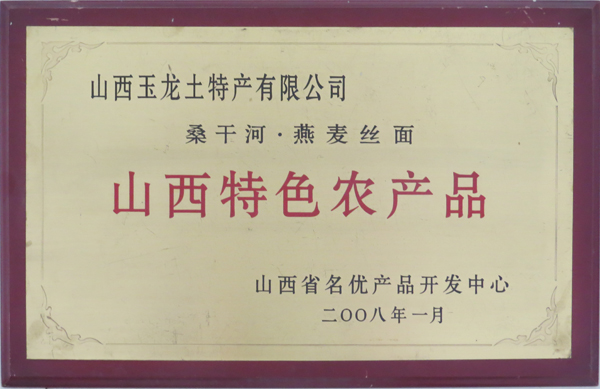 山西玉龙土特产有限公司
桑干河·燕麦丝面
山西特色农产品
山西省名优产品开发中心
二〇〇八年一月